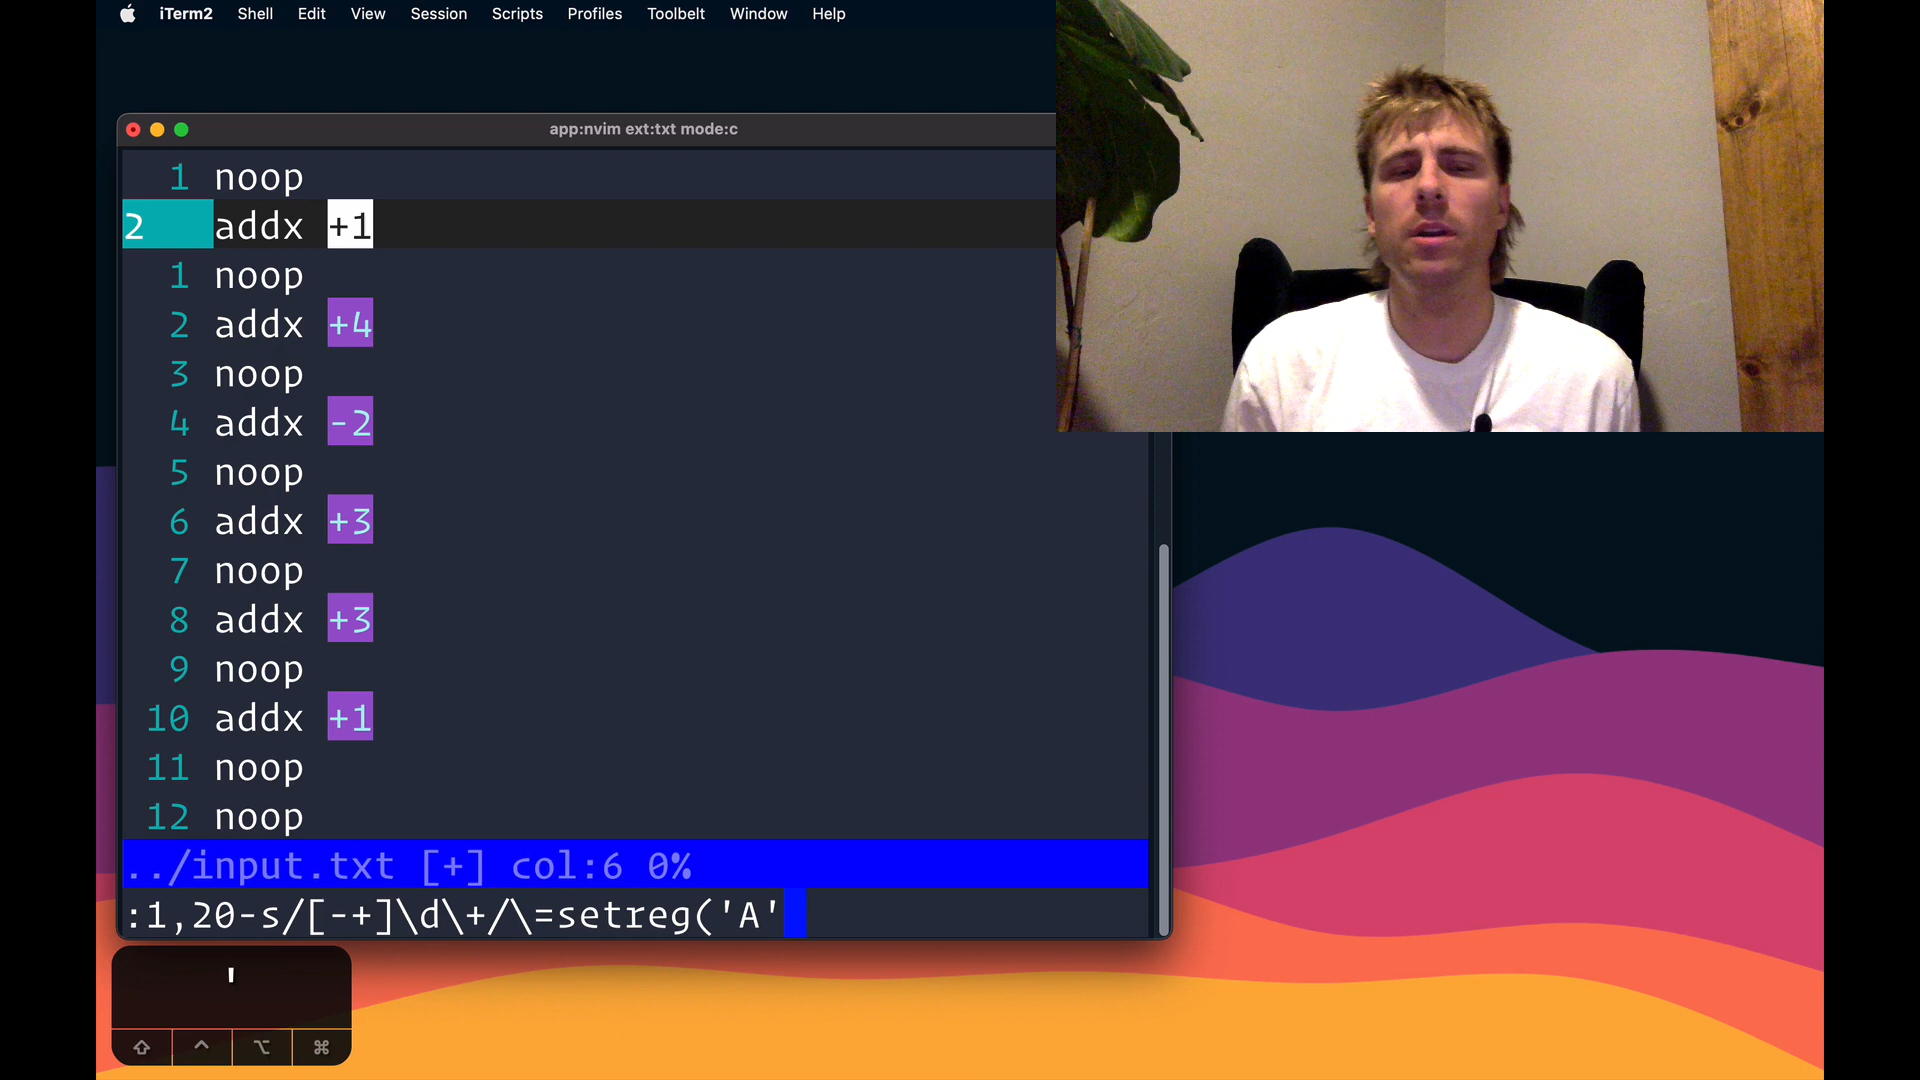 iTerm2 Shell Edit View Session Scripts Profiles Toolbelt Window Help
app:nvim ext:txt mode:c
1 noop
2 addx +1
1 noop
2 addx +4
3 noop
4 addx -2
5 noop
6 addx +3
7 noop
8 addx +3
9 noop
10 addx +1
11 noop
12 noop
../input.txt [+] col:6 0%
:1,20-s/[-+]\d\+/\=setreg('A'
'